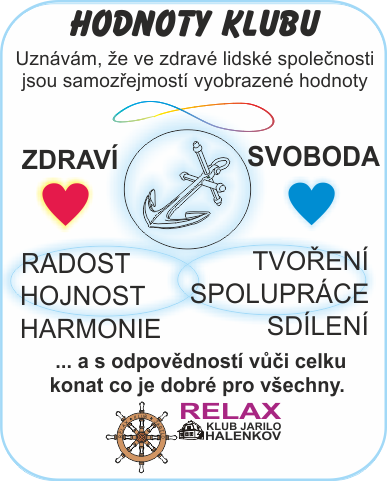 HODNOTY KLUBU
Uznávám, že ve zdravé lidské společnosti
jsou samozřejmostí vyobrazené hodnoty
ZDRAVÍ
SVOBODA
RADOST
HOJNOST
HARMONIE
TVOŘENÍ
SPOLUPRÁCE
SDÍLENÍ
... a s odpovědností vůči celku
konat co je dobré pro všechny.
RELAX
KLUB JARILO
HALENKOV